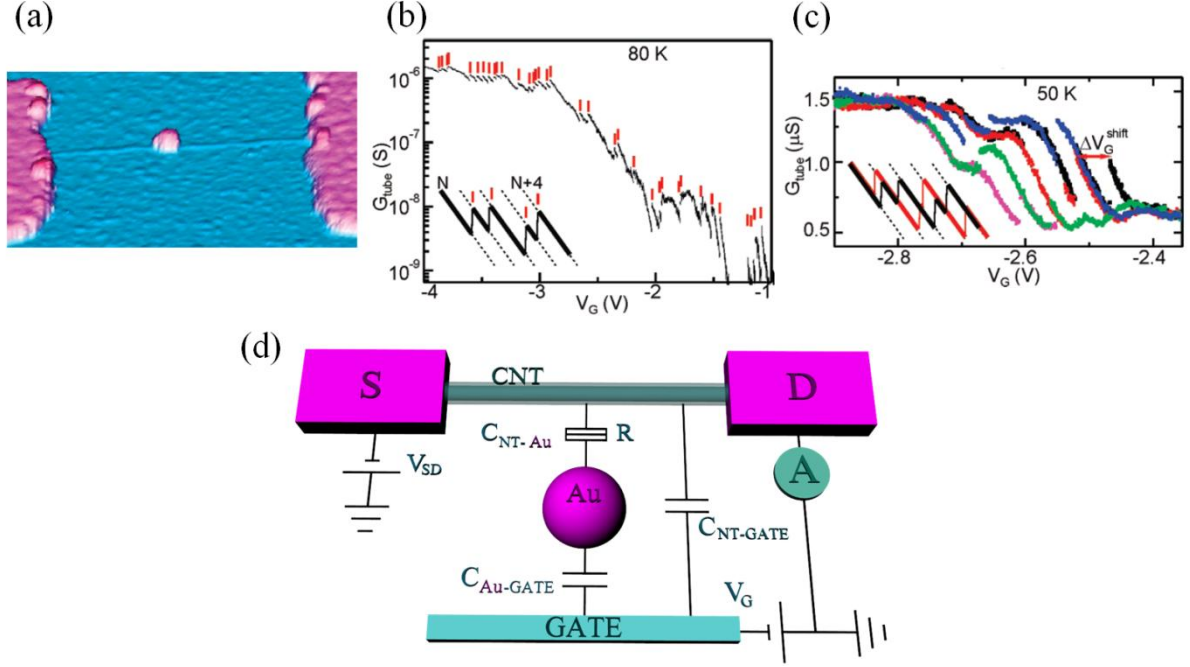 (a)
(b)
80 K
10⁻⁶
10⁻⁷
10⁻⁸
10⁻⁹
G_tube (S)
N
N+4
-4
-3
-2
-1
V_G (V)
(c)
50 K
1.5
1.0
0.5
G_tube (µS)
ΔV_G^shift
-2.8
-2.6
-2.4
V_G (V)
(d)
S
CNT
D
C_NT-Au
R
V_SD
Au
A
C_NT-GATE
C_Au-GATE
V_G
GATE